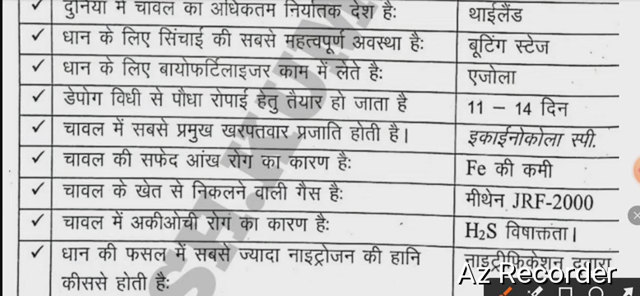 दुनिया में चावल का अधिकतम निर्यातक देश हैः थाईलैंड
धान के लिए सिंचाई की सबसे महत्वपूर्ण अवस्था हैः बूटिंग स्टेज
धान के लिए बायोफर्टिलाइजर काम में लेते हैः एजोला
डेपोग विधी से पौधा रोपाई हेतु तैयार हो जाता है 11 – 14 दिन
चावल में सबसे प्रमुख खरपतवार प्रजाति होती है। इकाईनोकोला स्पी.
चावल की सफेद आंख रोग का कारण हैः Fe की कमी
चावल के खेत से निकलने वाली गैस हैः मीथेन JRF-2000
चावल में अकीओची रोग का कारण हैः H₂S विषाक्तता।
धान की फसल में सबसे ज्यादा नाइट्रोजन की हानि नाइट्रीफिकेशन द्वारा
कीससे होती हैः
Az Recorder